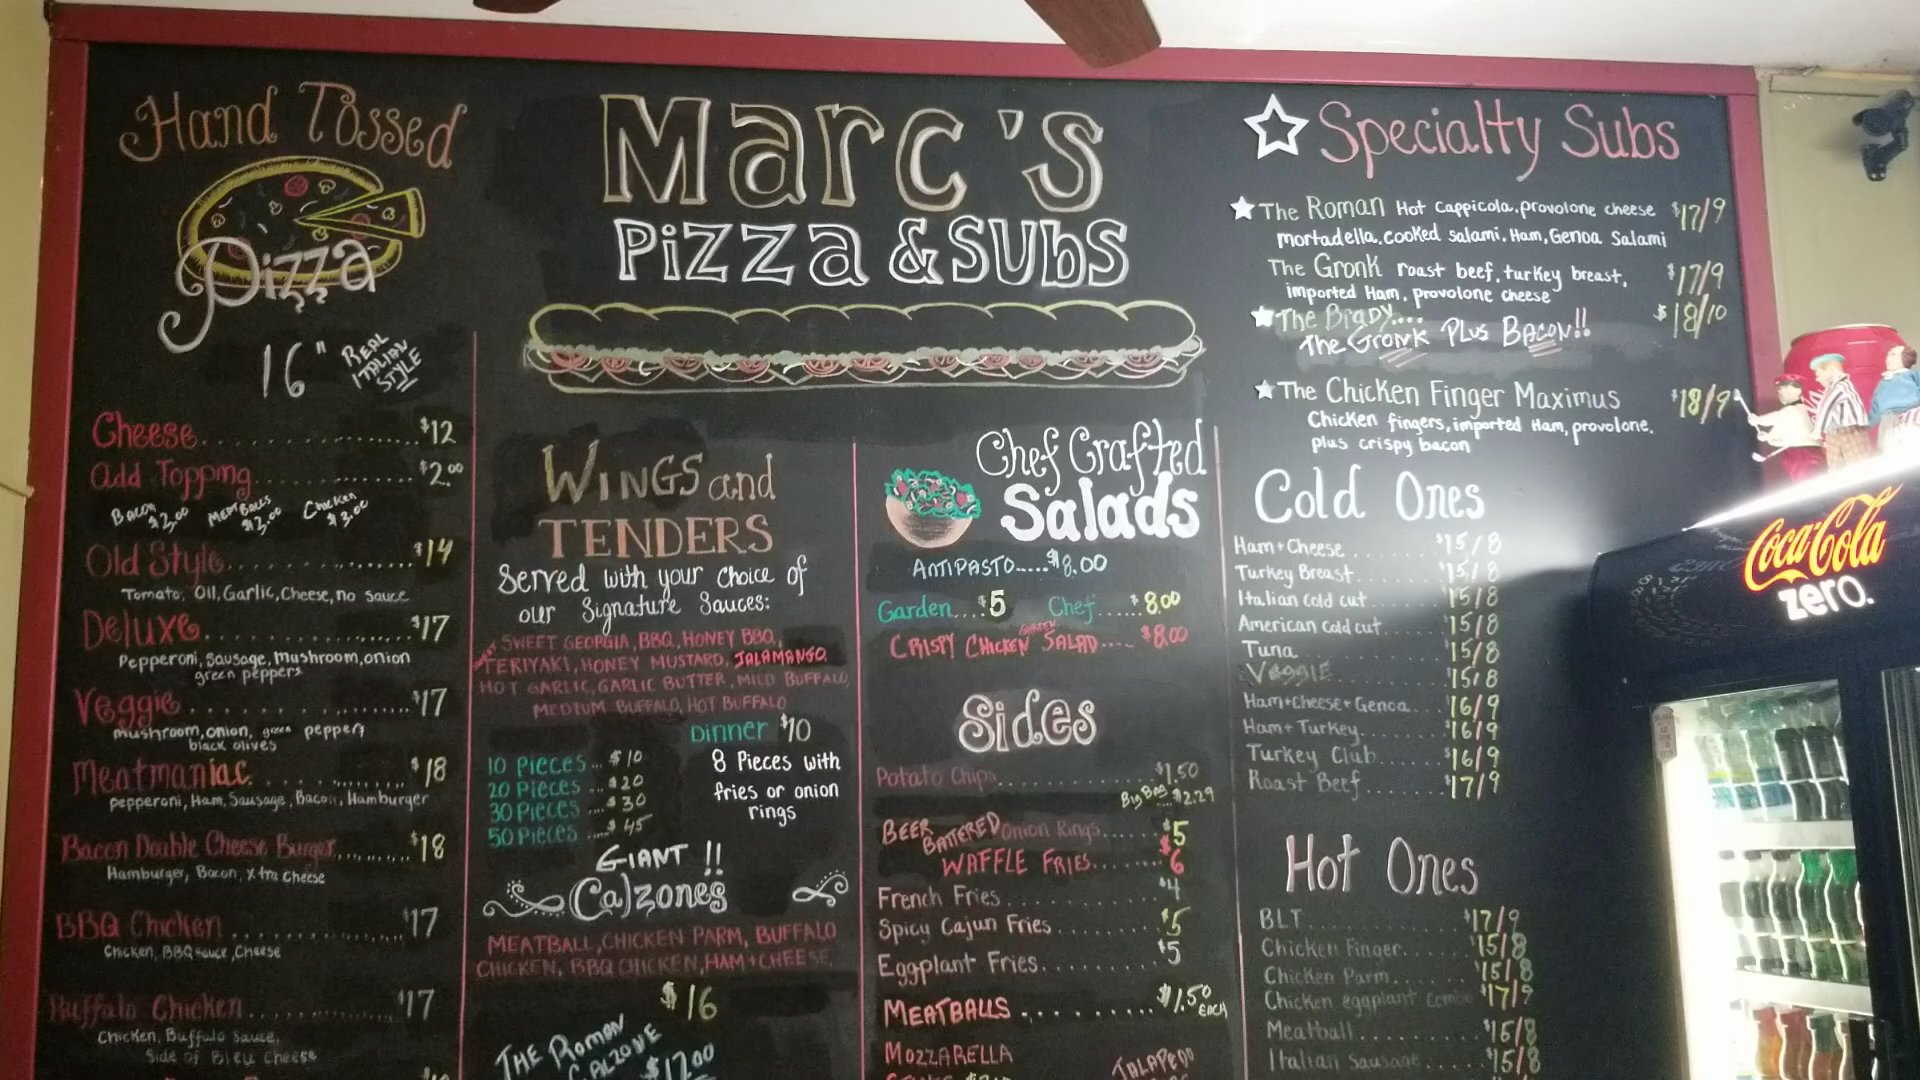 Hand Tossed
Pizza
16" REAL ITALIAN STYLE
Cheese $12
Add Topping $2.00
BACON $2.00 MEATBALLS $2.00 Chicken $3.00
Old Style $14
Tomato, Oil, Garlic, Cheese, no sauce
Deluxe $17
Pepperoni, Sausage, mushroom, onion
green peppers
Veggie $17
mushroom, onion, green peppers
black olives
Meatmaniac $18
pepperoni, Ham, Sausage, Bacon, Hamburger
Bacon Double Cheese Burger $18
Hamburger, Bacon, xtra cheese
BBQ Chicken $17
Chicken, BBQ sauce, Cheese
Buffalo Chicken $17
Chicken, Buffalo Sauce,
Side of Bleu cheese
Marc's
Pizza & Subs
WINGS and
TENDERS
Served with your choice of
our Signature Sauces:
SWEET GEORGIA, BBQ, HONEY BBQ,
TERIYAKI, HONEY MUSTARD, JALAMANGO
HOT GARLIC, GARLIC BUTTER, MILD BUFFALO,
MEDIUM BUFFALO, HOT BUFFALO
Dinner $10
8 Pieces with
fries or onion
rings
10 Pieces $10
20 Pieces $20
30 Pieces $30
50 Pieces $45
GIANT !!
Calzones
MEATBALL, CHICKEN PARM, BUFFALO
CHICKEN, BBQ CHICKEN, HAM+CHEESE,
$16
THE ROMAN
CALZONE
$17.00
Chef Crafted
Salads
ANTIPASTO.....$8.00
Garden....$5 Chef.....$8.00
CRISPY CHICKEN GARDEN SALAD.....$8.00
Sides
Potato Chips $1.50
Big Bag $2.29
BEER BATTERED Onion Rings $5
WAFFLE FRIES $6
French Fries $4
Spicy Cajun Fries $5
Eggplant Fries $5
MEATBALLS $1.50 EACH
MOZZARELLA
Specialty Subs
The Roman Hot Cappicola, provolone cheese $17/9
mortadella, cooked salami, Ham, Genoa Salami
The Gronk roast beef, turkey breast, $17/9
imported Ham, provolone cheese
The Brady.... $18/10
The Gronk Plus Bacon!!
The Chicken Finger Maximus $18/9
Chicken fingers, imported Ham, provolone,
plus crispy bacon
Cold Ones
Ham+Cheese $15/8
Turkey Breast $15/8
Italian Cold cut $15/8
American cold cut $15/8
Tuna $15/8
Veggie $15/8
Ham+Cheese+Genoa $16/9
Ham+Turkey $16/9
Turkey Club $16/9
Roast Beef $17/9
Hot Ones
BLT $17/9
Chicken Finger $15/8
Chicken Parm $15/8
Chicken eggplant Combo $17/9
Meatball $15/8
Italian Sausage $15/8
Coca-Cola
zero.